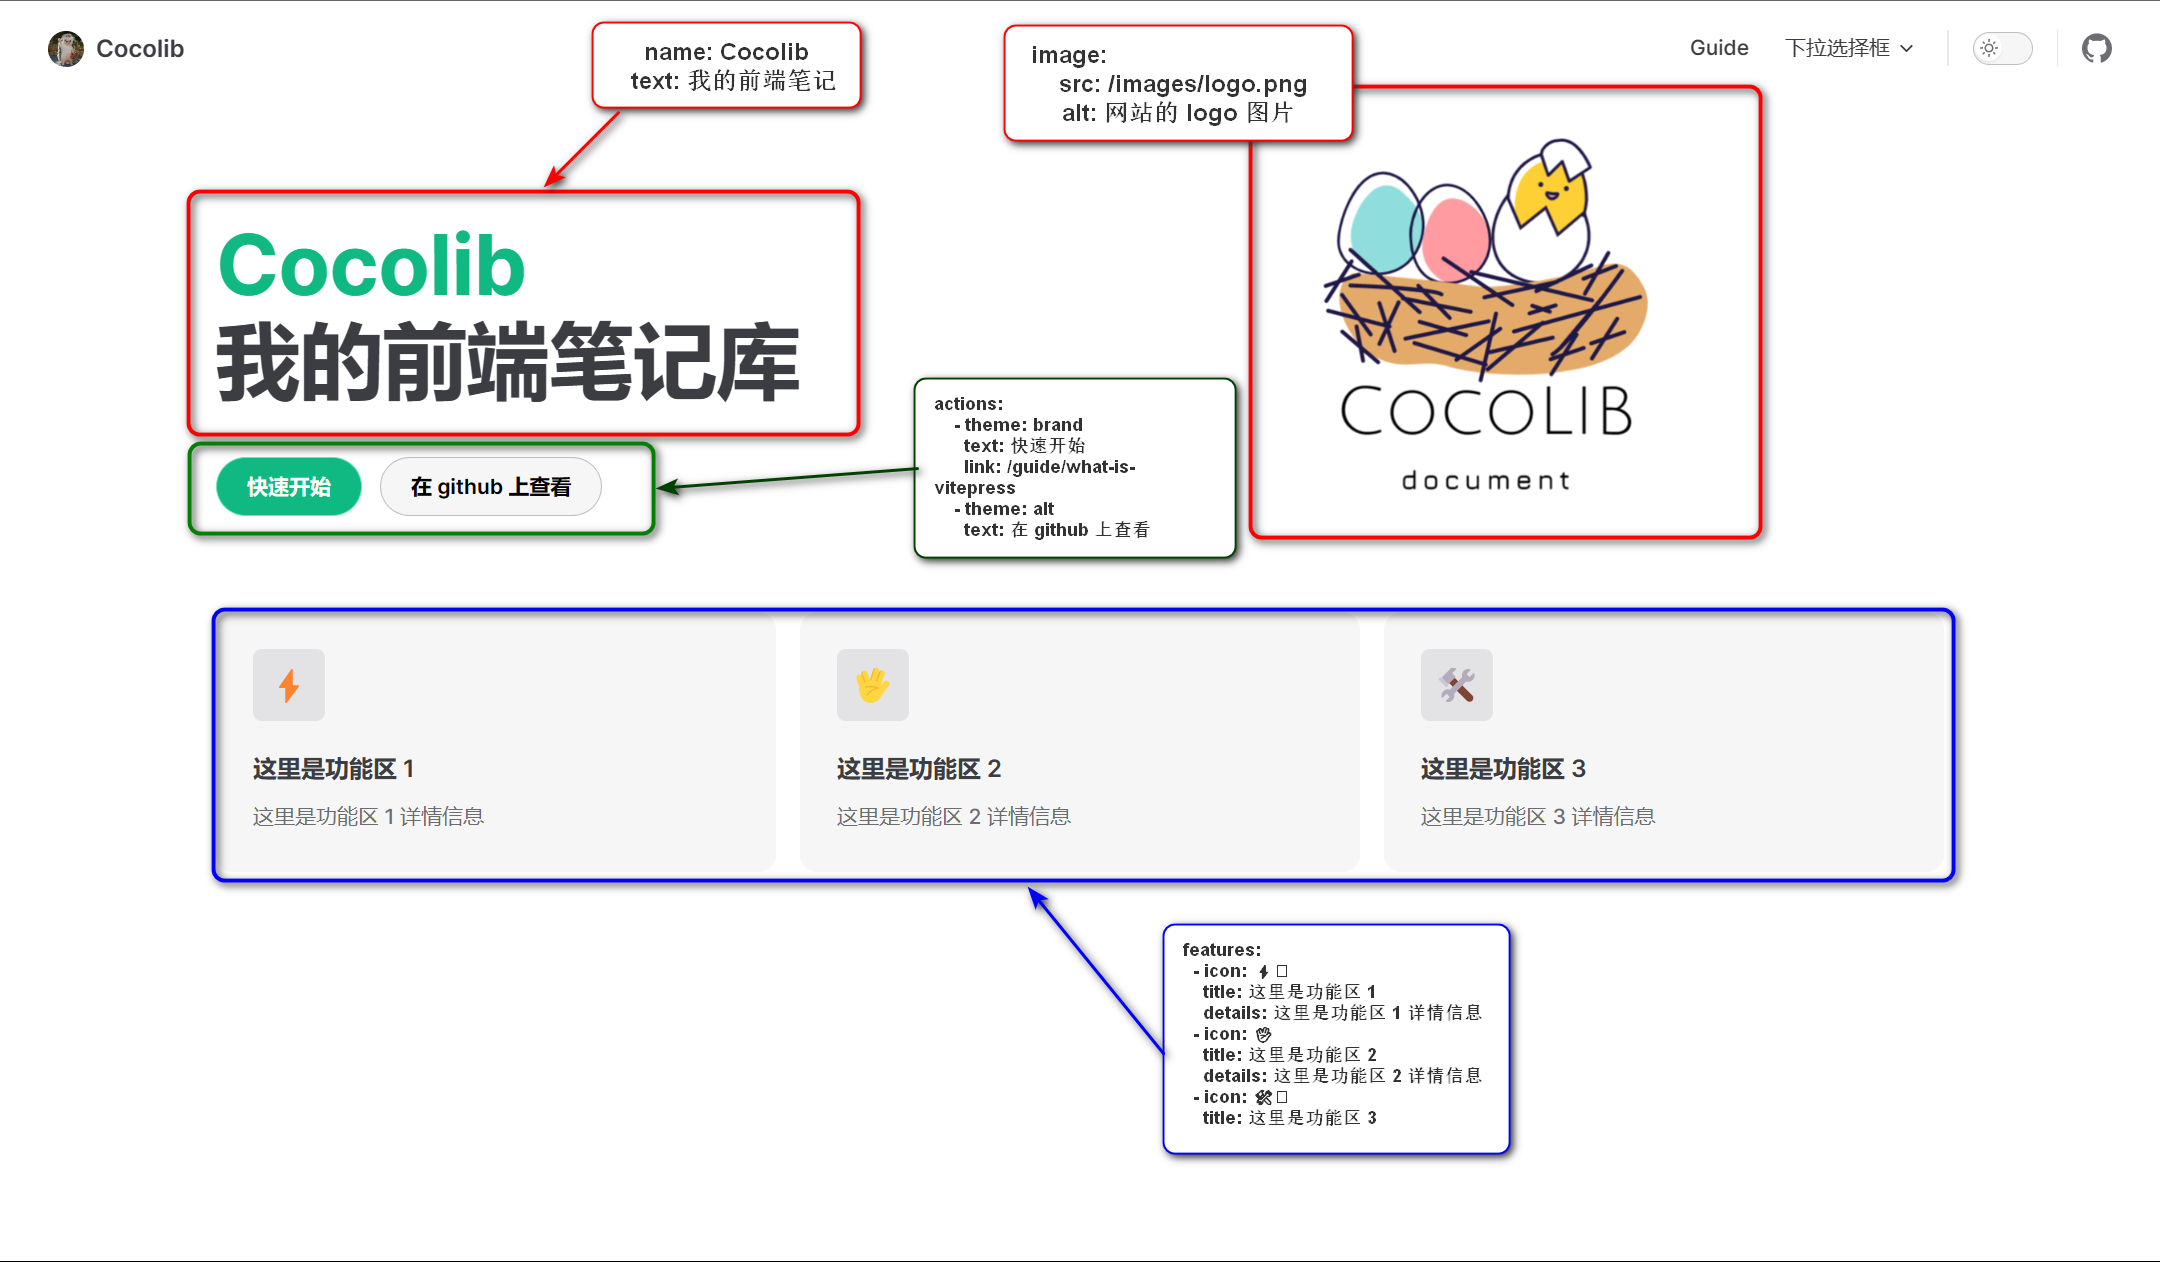 Cocolib
Guide
下拉选择框
name: Cocolib
text: 我的前端笔记
image:
src: /images/logo.png
alt: 网站的 logo 图片
Cocolib
我的前端笔记库
快速开始
在 github 上查看
actions:
- theme: brand
text: 快速开始
link: /guide/what-is-
vitepress
- theme: alt
text: 在 github 上查看
COCOLIB
document
这里是功能区 1
这里是功能区 1 详情信息
这里是功能区 2
这里是功能区 2 详情信息
这里是功能区 3
这里是功能区 3 详情信息
features:
- icon: ⚡
title: 这里是功能区 1
details: 这里是功能区 1 详情信息
- icon: 🖖
title: 这里是功能区 2
details: 这里是功能区 2 详情信息
- icon: 🛠️
title: 这里是功能区 3